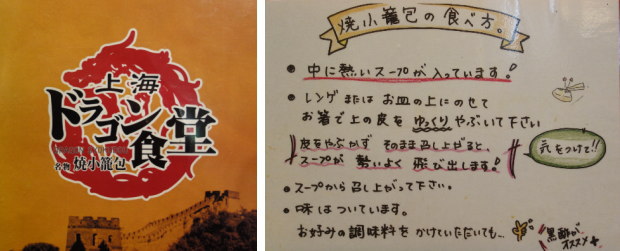 上海
ドラゴン
食堂
名物 焼小籠包
焼小籠包の食べ方。
• 中に熱いスープが入っています!
• レンゲまたはお皿の上にのせて
お箸で上の皮をゆっくりやぶいて下さい
皮をやぶかず そのまま召し上がると、
スープが 勢いよく 飛び出します!
気をつけて!!
• スープから召し上がって下さい。
• 味はついています。
お好みの調味料をかけていただいても…
黒酢が
オススメ